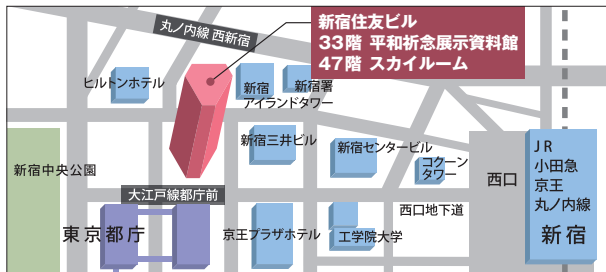 丸ノ内線 西新宿
新宿住友ビル
33階 平和祈念展示資料館
47階 スカイルーム
ヒルトンホテル
新宿
アイランドタワー
新宿署
新宿三井ビル
新宿センタービル
コクーン
タワー
新宿中央公園
大江戸線都庁前
西口
JR
小田急
京王
丸ノ内線
新宿
西口地下道
東京都庁
京王プラザホテル
工学院大学